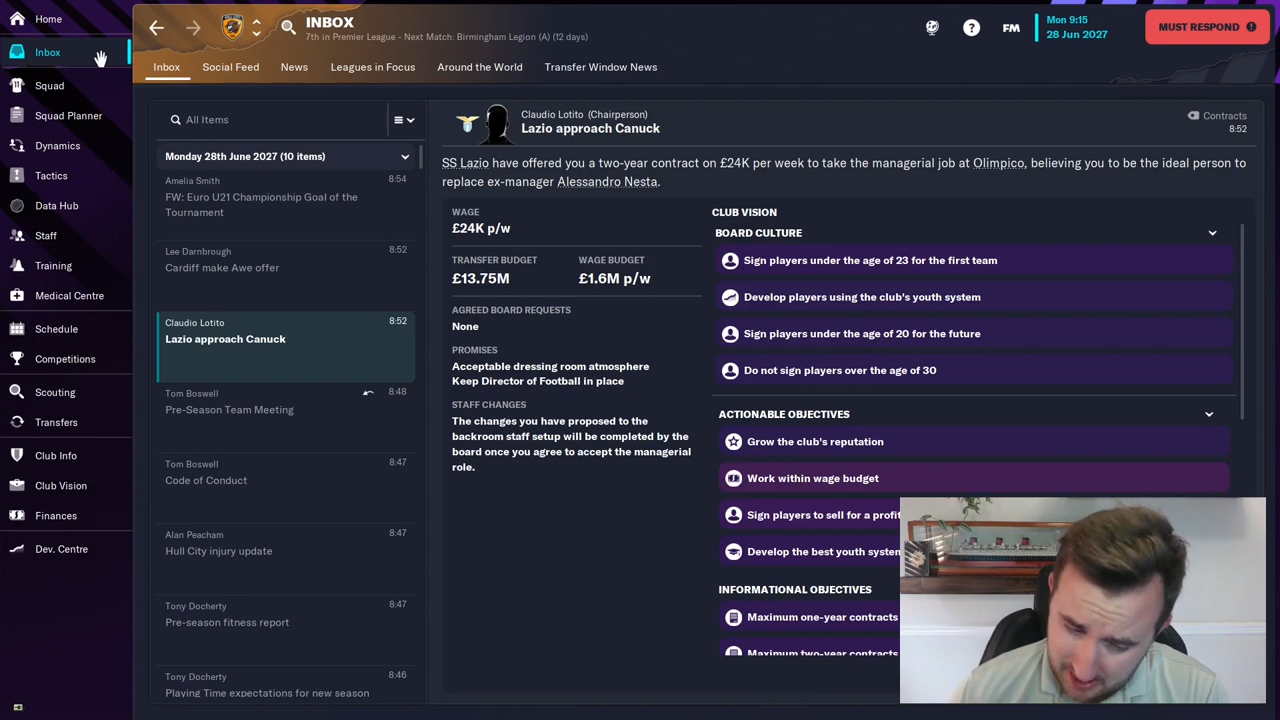 Home
Inbox
Squad
Squad Planner
Dynamics
Tactics
Data Hub
Staff
Training
Medical Centre
Schedule
Competitions
Scouting
Transfers
Club Info
Club Vision
Finances
Dev. Centre
INBOX
7th in Premier League - Next Match: Birmingham Legion (A) (12 days)
FM
Mon 9:15
28 Jun 2027
MUST RESPOND
Inbox
Social Feed
News
Leagues in Focus
Around the World
Transfer Window News
All Items
Monday 28th June 2027 (10 items)
Amelia Smith
8:54
FW: Euro U21 Championship Goal of the
Tournament
Lee Darnbrough
8:52
Cardiff make Awe offer
Claudio Lotito
8:52
Lazio approach Canuck
Tom Boswell
8:48
Pre-Season Team Meeting
Tom Boswell
8:47
Code of Conduct
Alan Peacham
8:47
Hull City injury update
Tony Docherty
8:47
Pre-season fitness report
Tony Docherty
8:46
Playing Time expectations for new season
Claudio Lotito (Chairperson)
Lazio approach Canuck
Contracts
8:52
SS Lazio have offered you a two-year contract on £24K per week to take the managerial job at Olimpico, believing you to be the ideal person to
replace ex-manager Alessandro Nesta.
WAGE
£24K p/w
TRANSFER BUDGET
£13.75M
WAGE BUDGET
£1.6M p/w
AGREED BOARD REQUESTS
None
PROMISES
Acceptable dressing room atmosphere
Keep Director of Football in place
STAFF CHANGES
The changes you have proposed to the
backroom staff setup will be completed by the
board once you agree to accept the managerial
role.
CLUB VISION
BOARD CULTURE
Sign players under the age of 23 for the first team
Develop players using the club's youth system
Sign players under the age of 20 for the future
Do not sign players over the age of 30
ACTIONABLE OBJECTIVES
Grow the club's reputation
Work within wage budget
Sign players to sell for a profit
Develop the best youth system
INFORMATIONAL OBJECTIVES
Maximum one-year contracts
Maximum two-year contracts